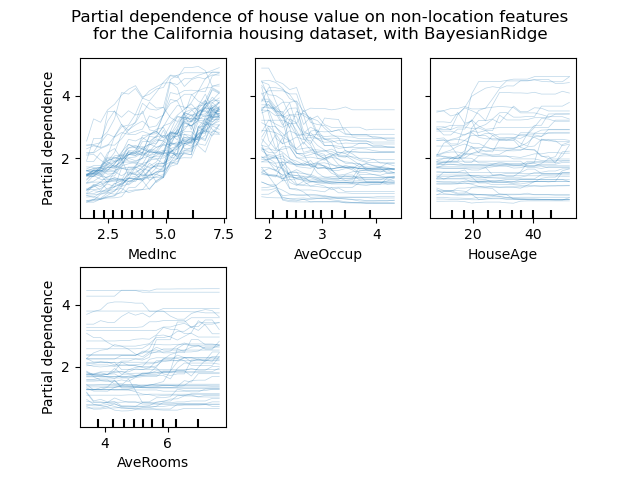 Partial dependence of house value on non-location features
for the California housing dataset, with BayesianRidge
Partial dependence
4
2
2.5 5.0 7.5
MedInc
2 3 4
AveOccup
20 40
HouseAge
Partial dependence
4
2
4 6
AveRooms